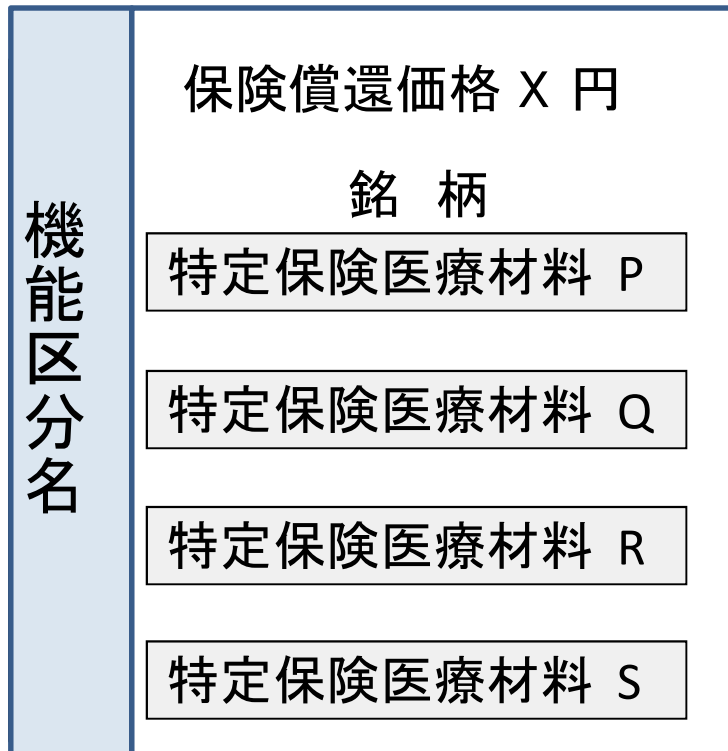 機能区分名
保険償還価格 X 円
銘 柄
特定保険医療材料 P
特定保険医療材料 Q
特定保険医療材料 R
特定保険医療材料 S